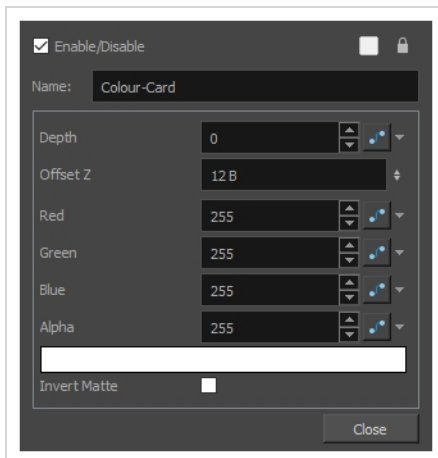 Enable/Disable
Name: Colour-Card
Depth 0
Offset Z 12 B
Red 255
Green 255
Blue 255
Alpha 255
Invert Matte
Close